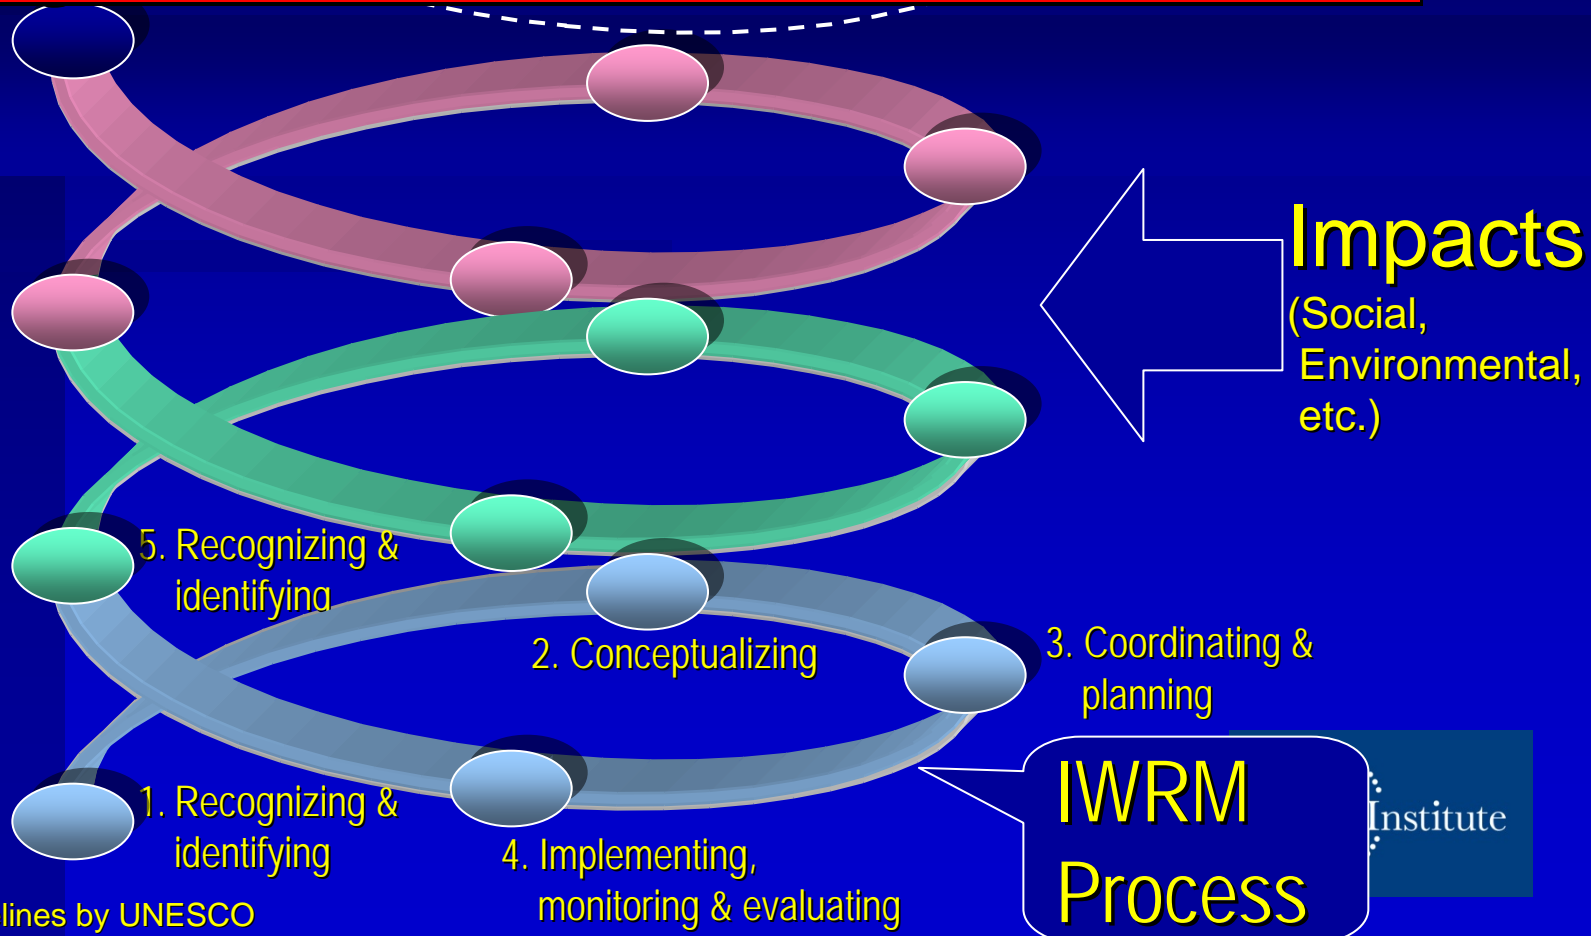 Impacts
(Social,
Environmental,
etc.)
5. Recognizing &
identifying
2. Conceptualizing
3. Coordinating &
planning
1. Recognizing &
identifying
4. Implementing,
monitoring & evaluating
IWRM
Process
Institute
lines by UNESCO